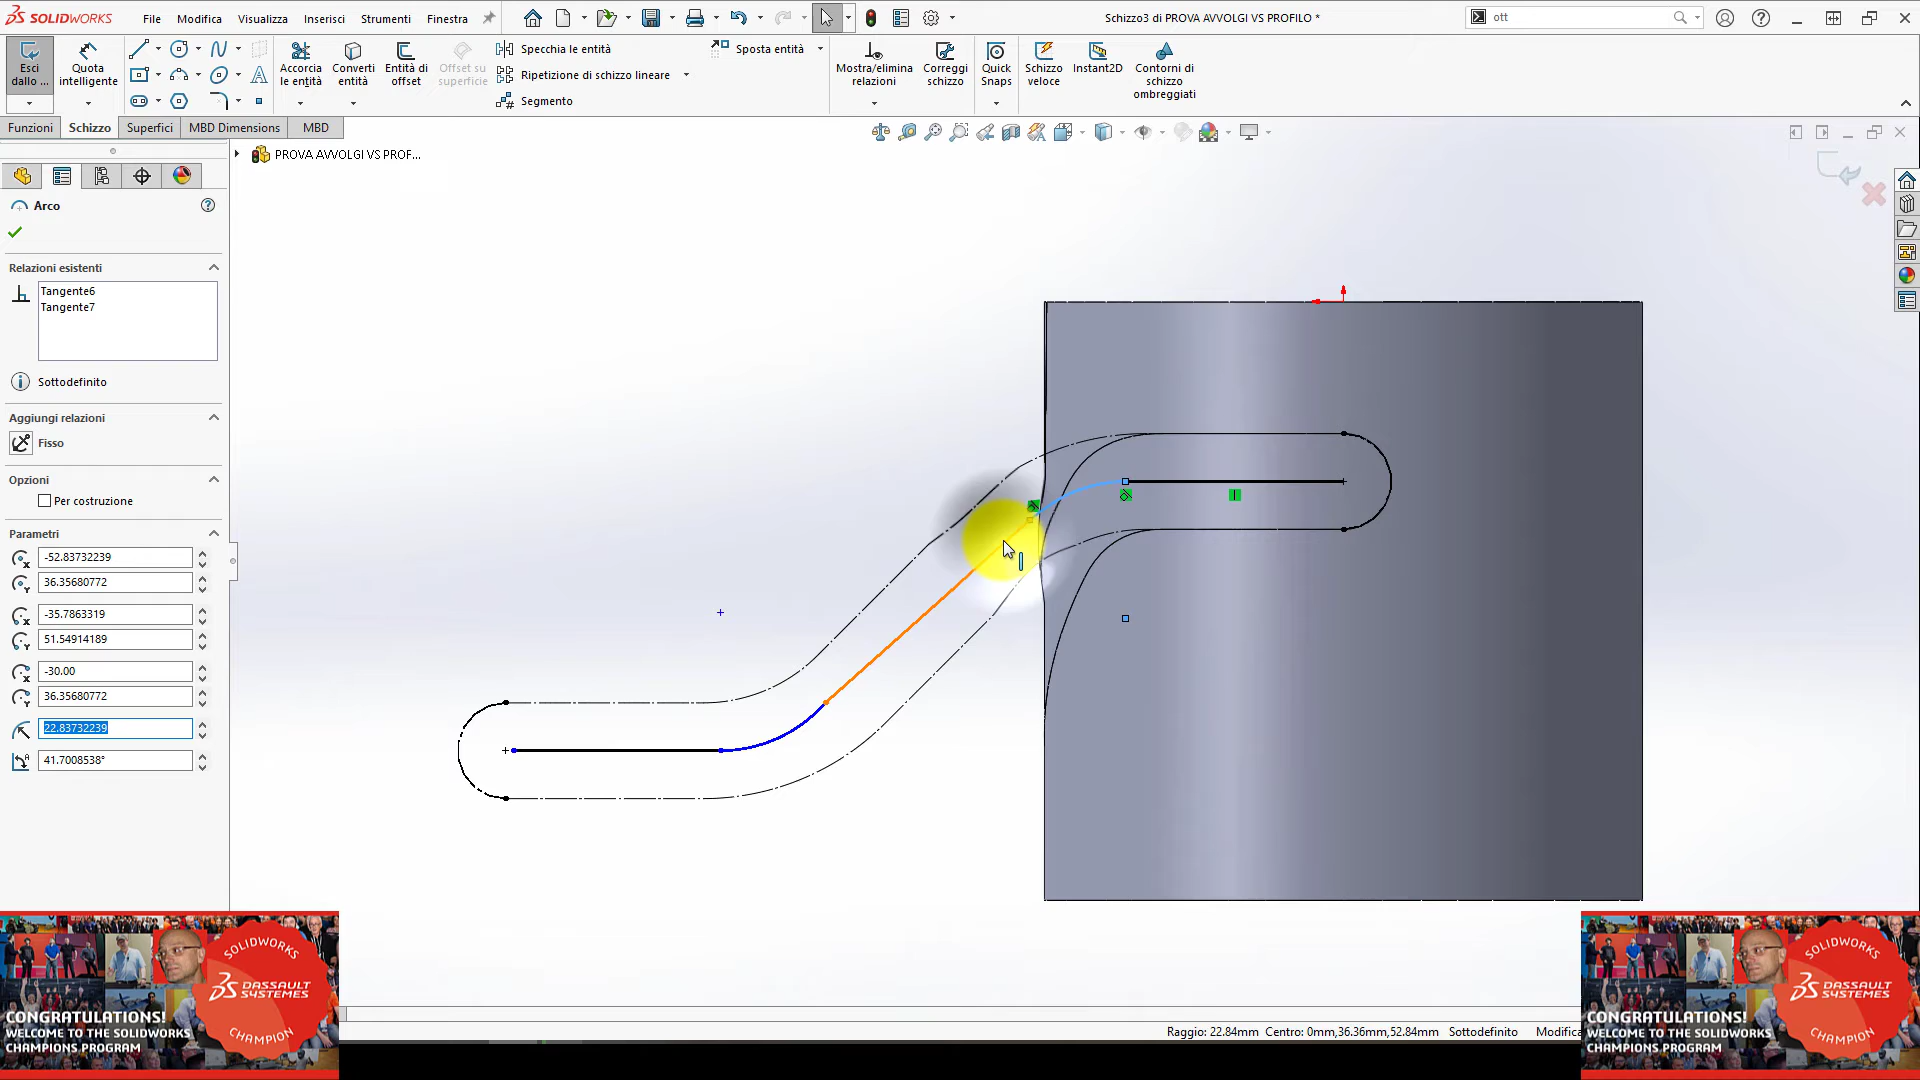 SOLIDWORKS
File
Modifica
Visualizza
Inserisci
Strumenti
Finestra
Schizzo3 di PROVA AVVOLGI VS PROFILO *
ott
Esci
dallo ...
Quota
intelligente
Accorcia
le entità
Converti
entità
Entità di
offset
Offset su
superficie
Specchia le entità
Ripetizione di schizzo lineare
Segmento
Sposta entità
Mostra/elimina
relazioni
Correggi
schizzo
Quick
Snaps
Schizzo
veloce
Instant2D
Contorni di
schizzo
ombreggiati
Funzioni
Schizzo
Superfici
MBD Dimensions
MBD
PROVA AVVOLGI VS PROF...
Arco
Relazioni esistenti
Tangente6
Tangente7
Sottodefinito
Aggiungi relazioni
Fisso
Opzioni
Per costruzione
Parametri
-52.83732239
36.35680772
-35.7863319
51.54914189
-30.00
36.35680772
22.83732239
41.7008538°
Raggio: 22.84mm Centro: 0mm,36.36mm,52.84mm
Sottodefinito
Modifica
SOLIDWORKS
DASSAULT
SYSTEMES
CHAMPION
CONGRATULATIONS!
WELCOME TO THE SOLIDWORKS
CHAMPIONS PROGRAM
SOLIDWORKS
DASSAULT
SYSTEMES
CHAMPION
CONGRATULATIONS!
WELCOME TO THE SOLIDWORKS
CHAMPIONS PROGRAM